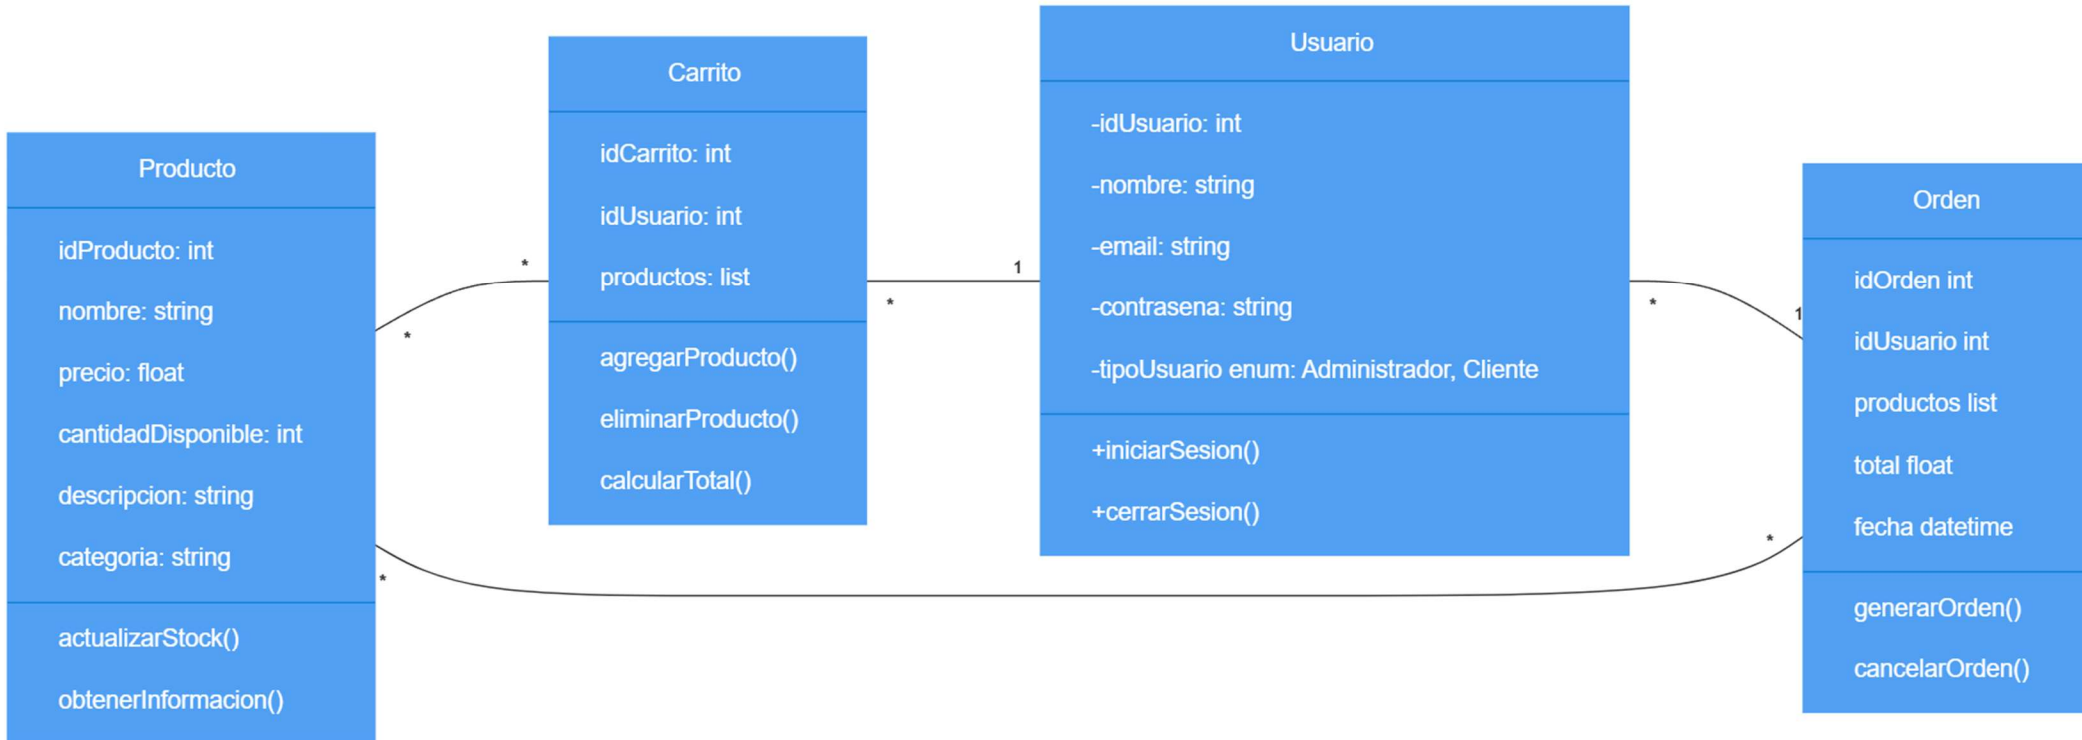 Producto
idProducto: int
nombre: string
precio: float
cantidadDisponible: int
descripcion: string
categoria: string
actualizarStock()
obtenerInformacion()
*
*
Carrito
idCarrito: int
idUsuario: int
productos: list
agregarProducto()
eliminarProducto()
calcularTotal()
*
1
Usuario
-idUsuario: int
-nombre: string
-email: string
-contrasena: string
-tipoUsuario enum: Administrador, Cliente
+iniciarSesion()
+cerrarSesion()
*
1
Orden
idOrden int
idUsuario int
productos list
total float
fecha datetime
generarOrden()
cancelarOrden()
*
*